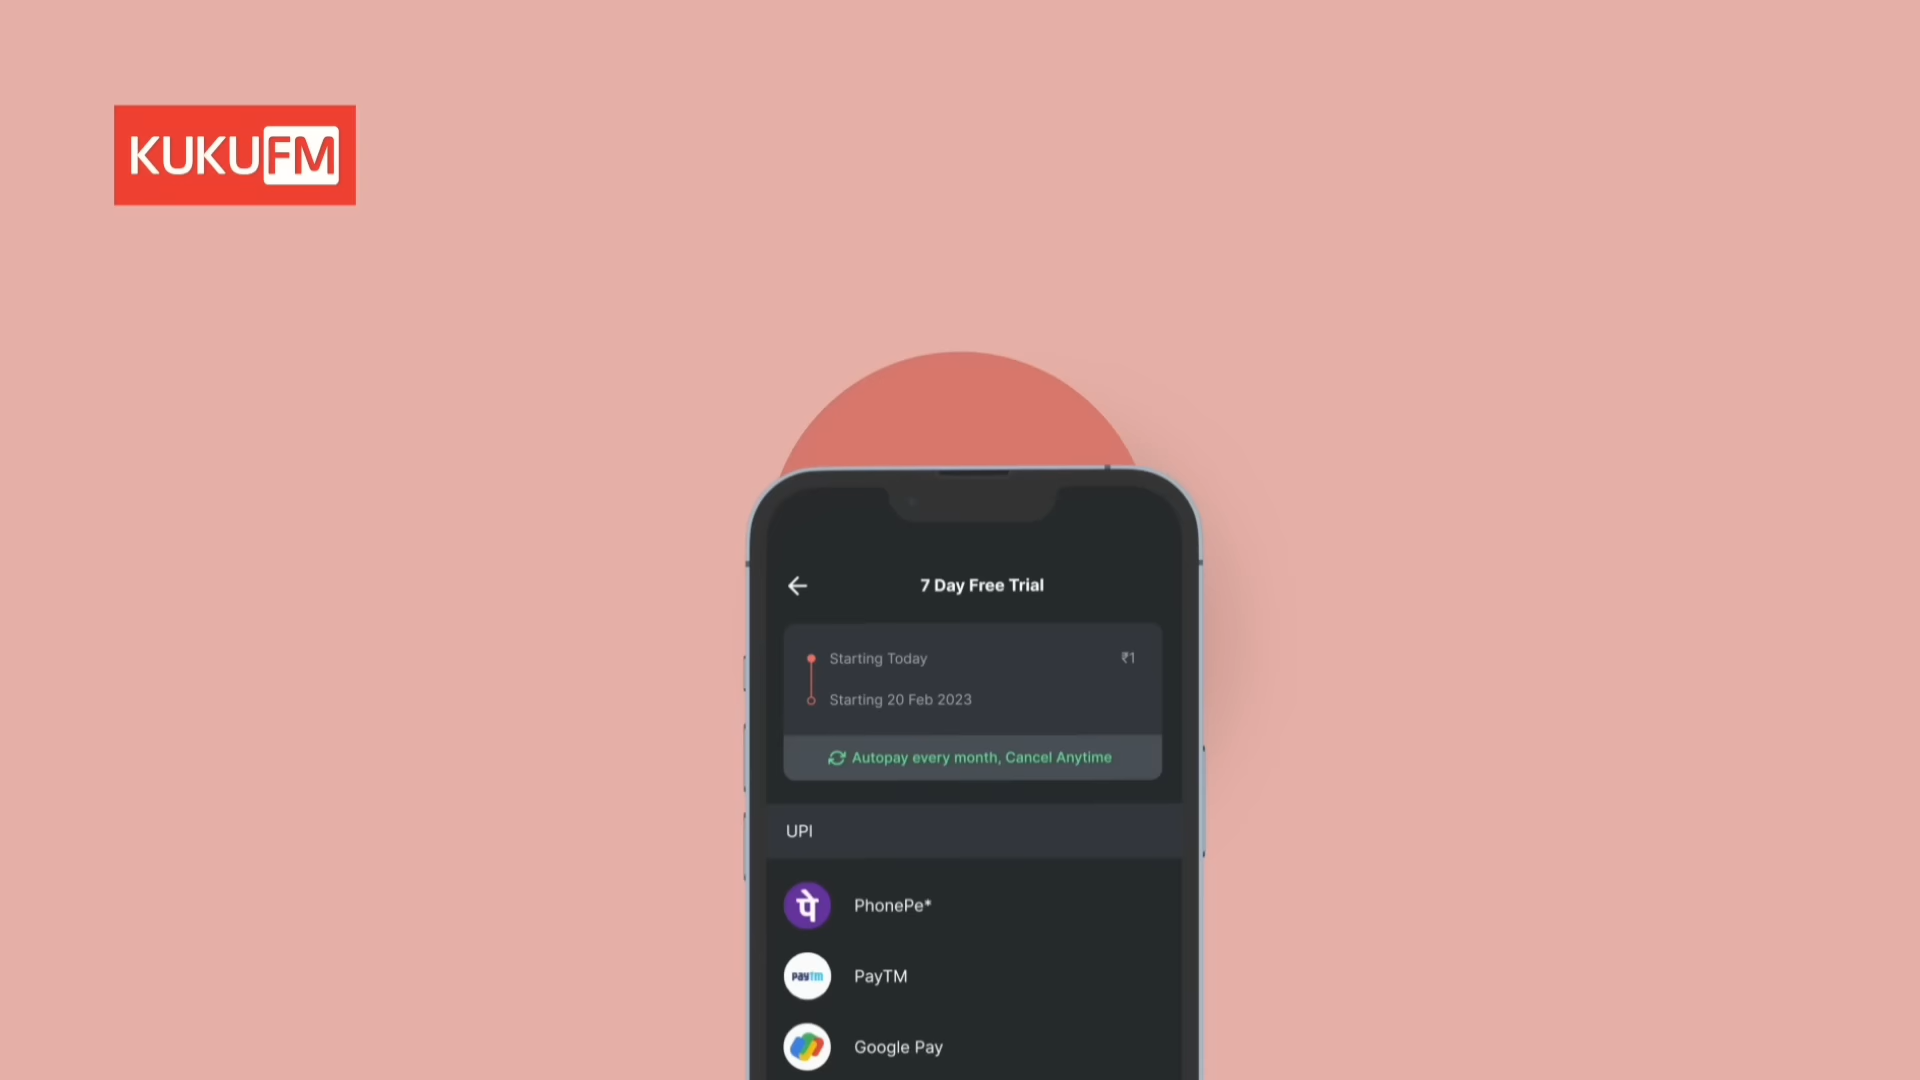 KUKUFM
7 Day Free Trial
Starting Today ₹1
Starting 20 Feb 2023
Autopay every month, Cancel Anytime
UPI
पे PhonePe*
paytm PayTM
Google Pay